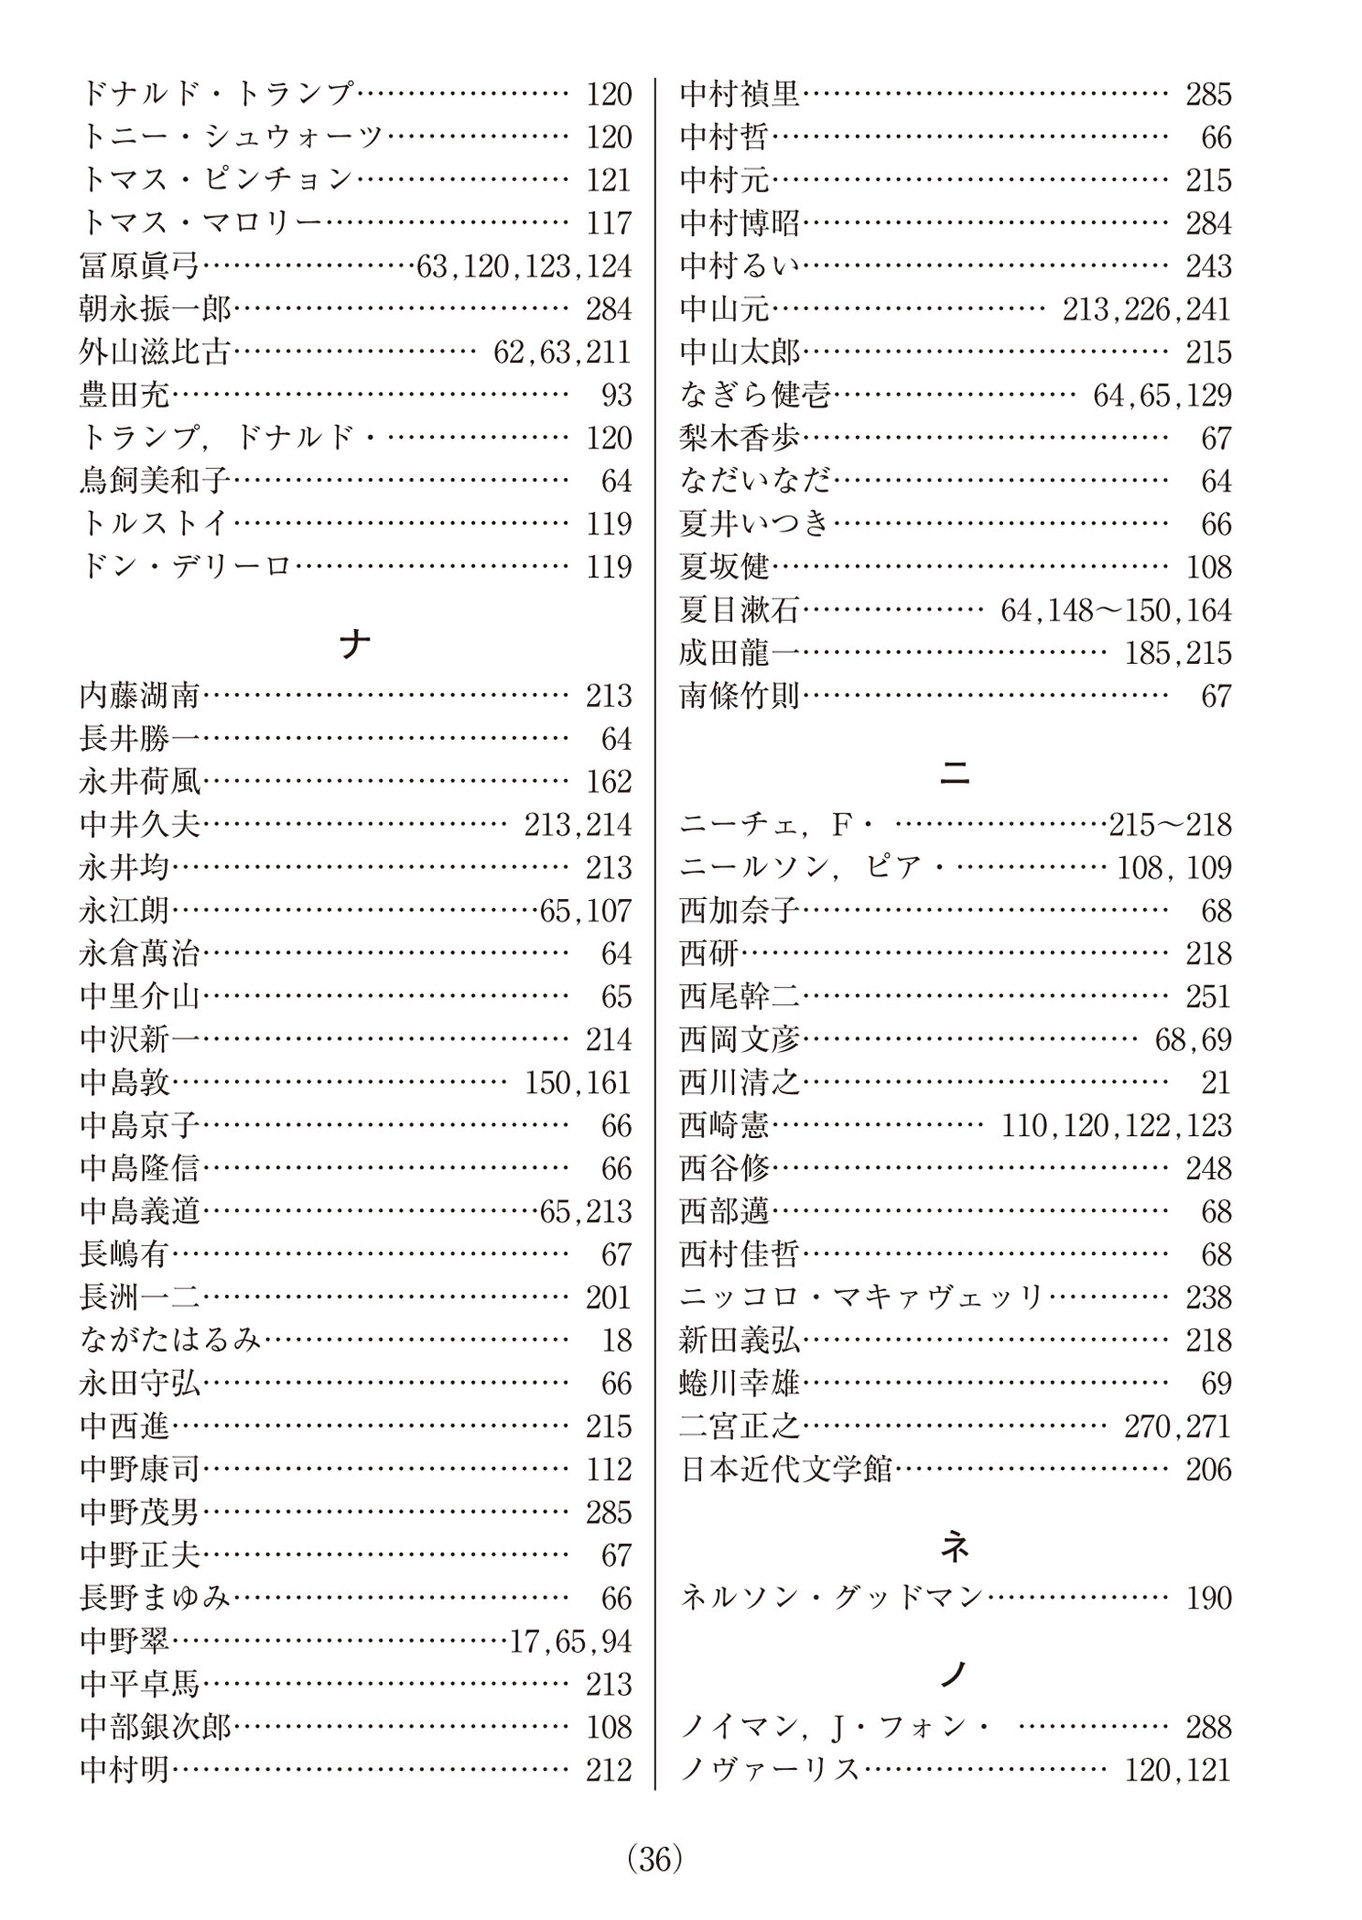 ドナルド・トランプ………………… 120
トニー・シュウォーツ……………… 120
トマス・ピンチョン………………… 121
トマス・マロリー…………………… 117
冨原眞弓…………………63,120,123,124
朝永振一郎……………………………… 284
外山滋比古…………………… 62,63,211
豊田充………………………………… 93
トランプ，ドナルド・……………… 120
鳥飼美和子…………………………… 64
トルストイ…………………………… 119
ドン・デリーロ……………………… 119
ナ
内藤湖南……………………………… 213
長井勝一……………………………… 64
永井荷風……………………………… 162
中井久夫………………………… 213,214
永井均………………………………… 213
永江朗………………………………65,107
永倉萬治……………………………… 64
中里介山……………………………… 65
中沢新一……………………………… 214
中島敦…………………………… 150,161
中島京子……………………………… 66
中島隆信……………………………… 66
中島義道……………………………65,213
長嶋有………………………………… 67
長洲一二……………………………… 201
ながたはるみ………………………… 18
永田守弘……………………………… 66
中西進………………………………… 215
中野康司……………………………… 112
中野茂男……………………………… 285
中野正夫……………………………… 67
長野まゆみ…………………………… 66
中野翠……………………………17,65,94
中平卓馬……………………………… 213
中部銀次郎…………………………… 108
中村明………………………………… 212
中村禎里……………………………… 285
中村哲………………………………… 66
中村元………………………………… 215
中村博昭……………………………… 284
中村るい……………………………… 243
中山元……………………… 213,226,241
中山太郎……………………………… 215
なぎら健壱…………………… 64,65,129
梨木香歩……………………………… 67
なだいなだ…………………………… 64
夏井いつき…………………………… 66
夏坂健………………………………… 108
夏目漱石……………… 64,148〜150,164
成田龍一………………………… 185,215
南條竹則……………………………… 67
ニ
ニーチェ，F・ …………………215〜218
ニールソン，ピア・…………… 108, 109
西加奈子……………………………… 68
西研…………………………………… 218
西尾幹二……………………………… 251
西岡文彦…………………………… 68,69
西川清之……………………………… 21
西崎憲………………… 110,120,122,123
西谷修………………………………… 248
西部邁………………………………… 68
西村佳哲……………………………… 68
ニッコロ・マキァヴェッリ………… 238
新田義弘……………………………… 218
蜷川幸雄……………………………… 69
二宮正之………………………… 270,271
日本近代文学館……………………… 206
ネ
ネルソン・グッドマン……………… 190
ノ
ノイマン，J・フォン・ …………… 288
ノヴァーリス…………………… 120,121
（36）